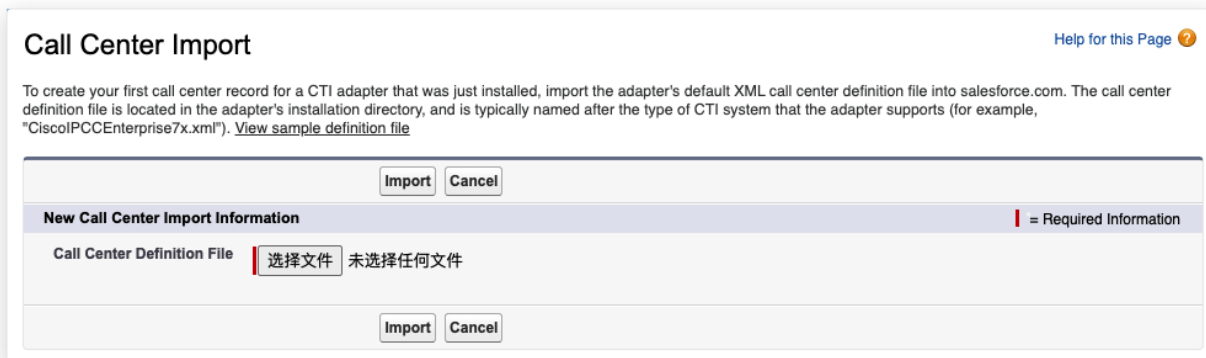 Call Center Import
Help for this Page
To create your first call center record for a CTI adapter that was just installed, import the adapter's default XML call center definition file into salesforce.com. The call center
definition file is located in the adapter's installation directory, and is typically named after the type of CTI system that the adapter supports (for example,
"CiscoIPCCEnterprise7x.xml"). View sample definition file
Import Cancel
New Call Center Import Information
= Required Information
Call Center Definition File 选择文件 未选择任何文件
Import Cancel